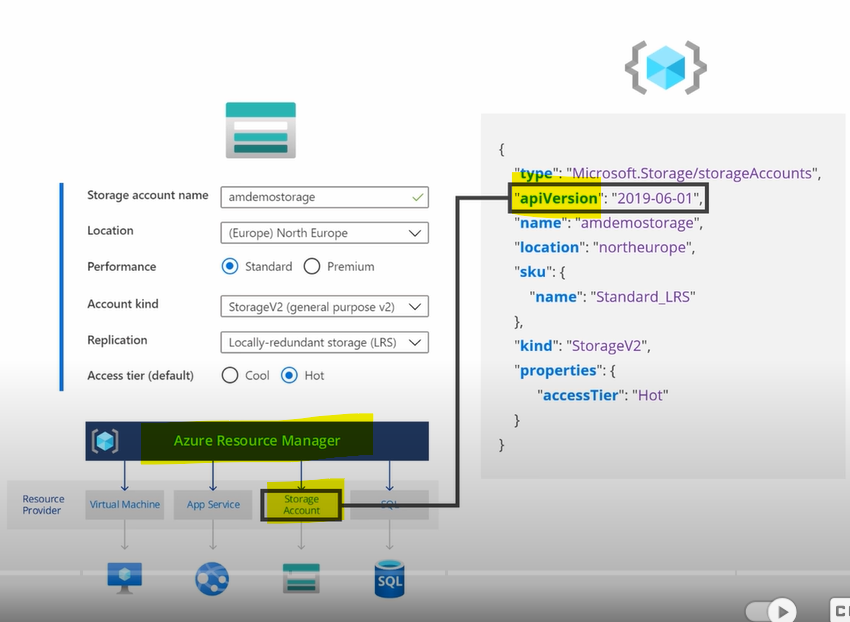 Storage account name
amdemostorage
Location
(Europe) North Europe
Performance
Standard
Premium
Account kind
StorageV2 (general purpose v2)
Replication
Locally-redundant storage (LRS)
Access tier (default)
Cool
Hot
Azure Resource Manager
Resource
Provider
Virtual Machine
App Service
Storage
Account
SQL
SQL
{
"type": "Microsoft.Storage/storageAccounts",
"apiVersion": "2019-06-01",
"name": "amdemostorage",
"location": "northeurope",
"sku": {
"name": "Standard_LRS"
},
"kind": "StorageV2",
"properties": {
"accessTier": "Hot"
}
}